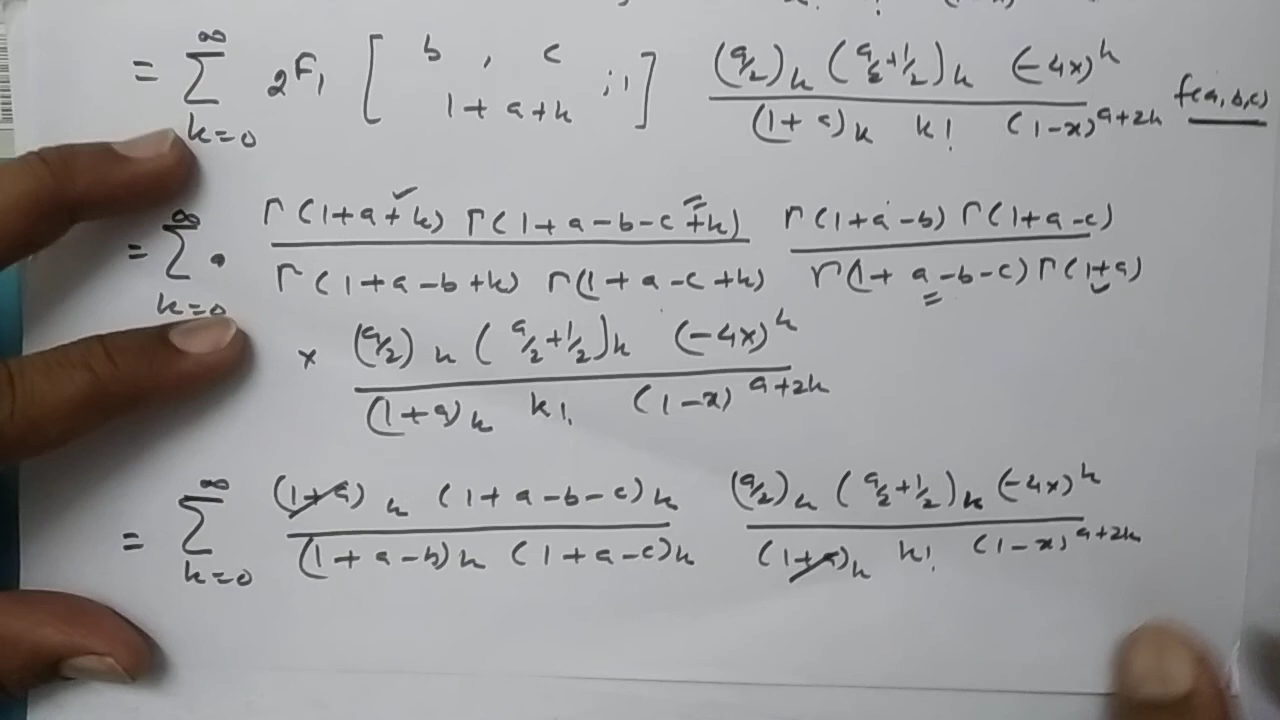 = ∑_{k=0}^{∞} ₂F₁ [ b , c ; 1 + a + k ; 1 ] (a/2)_k (a/2 + 1/2)_k (-4x)^k / (1+a)_k k! (1-x)^{a+2k} f(a,b,c)
= ∑_{k=0}^{∞} Γ(1+a+k) Γ(1+a-b-c+k) / Γ(1+a-b+k) Γ(1+a-c+k) Γ(1+a-b) Γ(1+a-c) / Γ(1+a-b-c) Γ(1+a)
× (a/2)_k (a/2+1/2)_k (-4x)^k / (1+a)_k k! (1-x)^{a+2k}
= ∑_{k=0}^{∞} (1+a)_k (1+a-b-c)_k / (1+a-b)_k (1+a-c)_k (a/2)_k (a/2+1/2)_k (-4x)^k / (1+a)_k k! (1-x)^{a+2k}